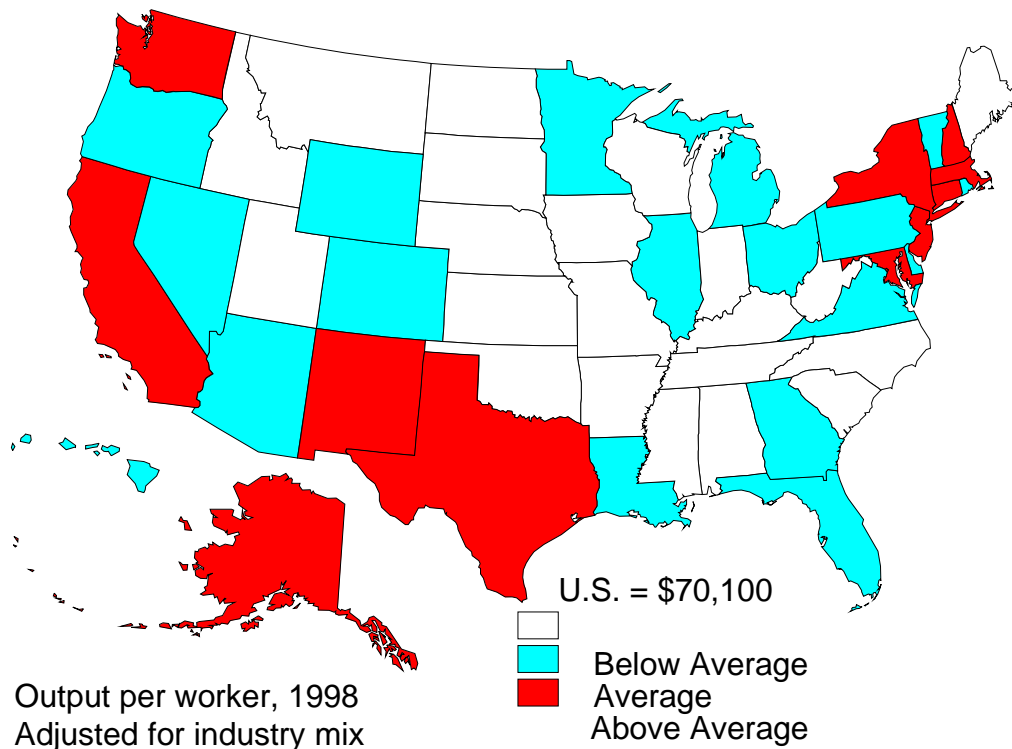 U.S. = $70,100
Below Average
Average
Above Average
Output per worker, 1998
Adjusted for industry mix